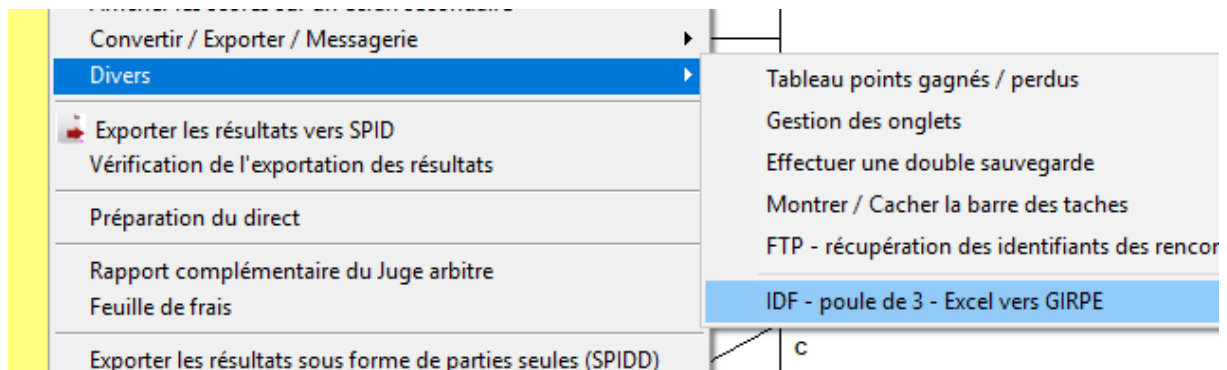 Convertir / Exporter / Messagerie
Divers
Exporter les résultats vers SPID
Vérification de l'exportation des résultats
Préparation du direct
Rapport complémentaire du Juge arbitre
Feuille de frais
Exporter les résultats sous forme de parties seules (SPIDD)
Tableau points gagnés / perdus
Gestion des onglets
Effectuer une double sauvegarde
Montrer / Cacher la barre des taches
FTP - récupération des identifiants des rencor
IDF - poule de 3 - Excel vers GIRPE
C